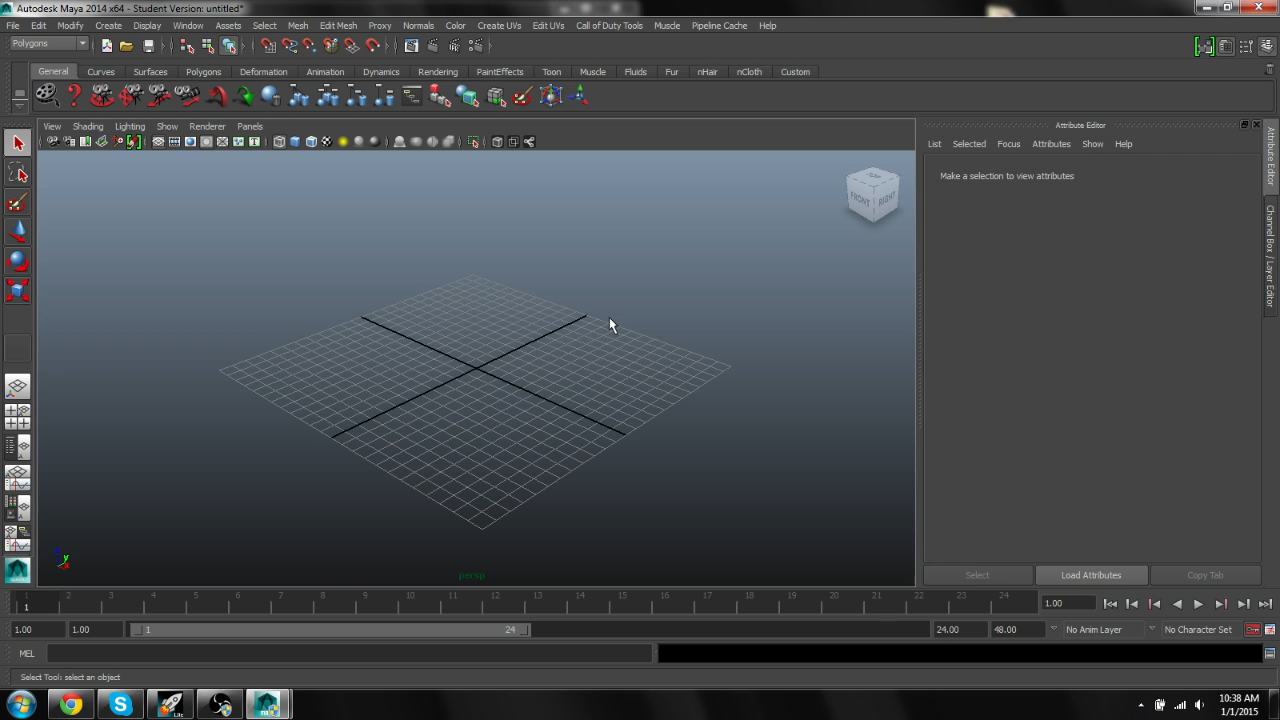 Autodesk Maya 2014 x64 - Student Version: untitled*
File Edit Modify Create Display Window Assets Select Mesh Edit Mesh Proxy Normals Color Create UVs Edit UVs Call of Duty Tools Muscle Pipeline Cache Help
Polygons
General Curves Surfaces Polygons Deformation Animation Dynamics Rendering PaintEffects Toon Muscle Fluids Fur nHair nCloth Custom
View Shading Lighting Show Renderer Panels
Attribute Editor
List Selected Focus Attributes Show Help
Make a selection to view attributes
TOP
FRONT RIGHT
Attribute Editor
Channel Box / Layer Editor
y
persp
Select Load Attributes Copy Tab
1 2 3 4 5 6 7 8 9 10 11 12 13 14 15 16 17 18 19 20 21 22 23 24
1
1.00
1.00 1.00 1 24 24.00 48.00 No Anim Layer No Character Set
MEL
Select Tool: select an object
Lite
10:38 AM
1/1/2015